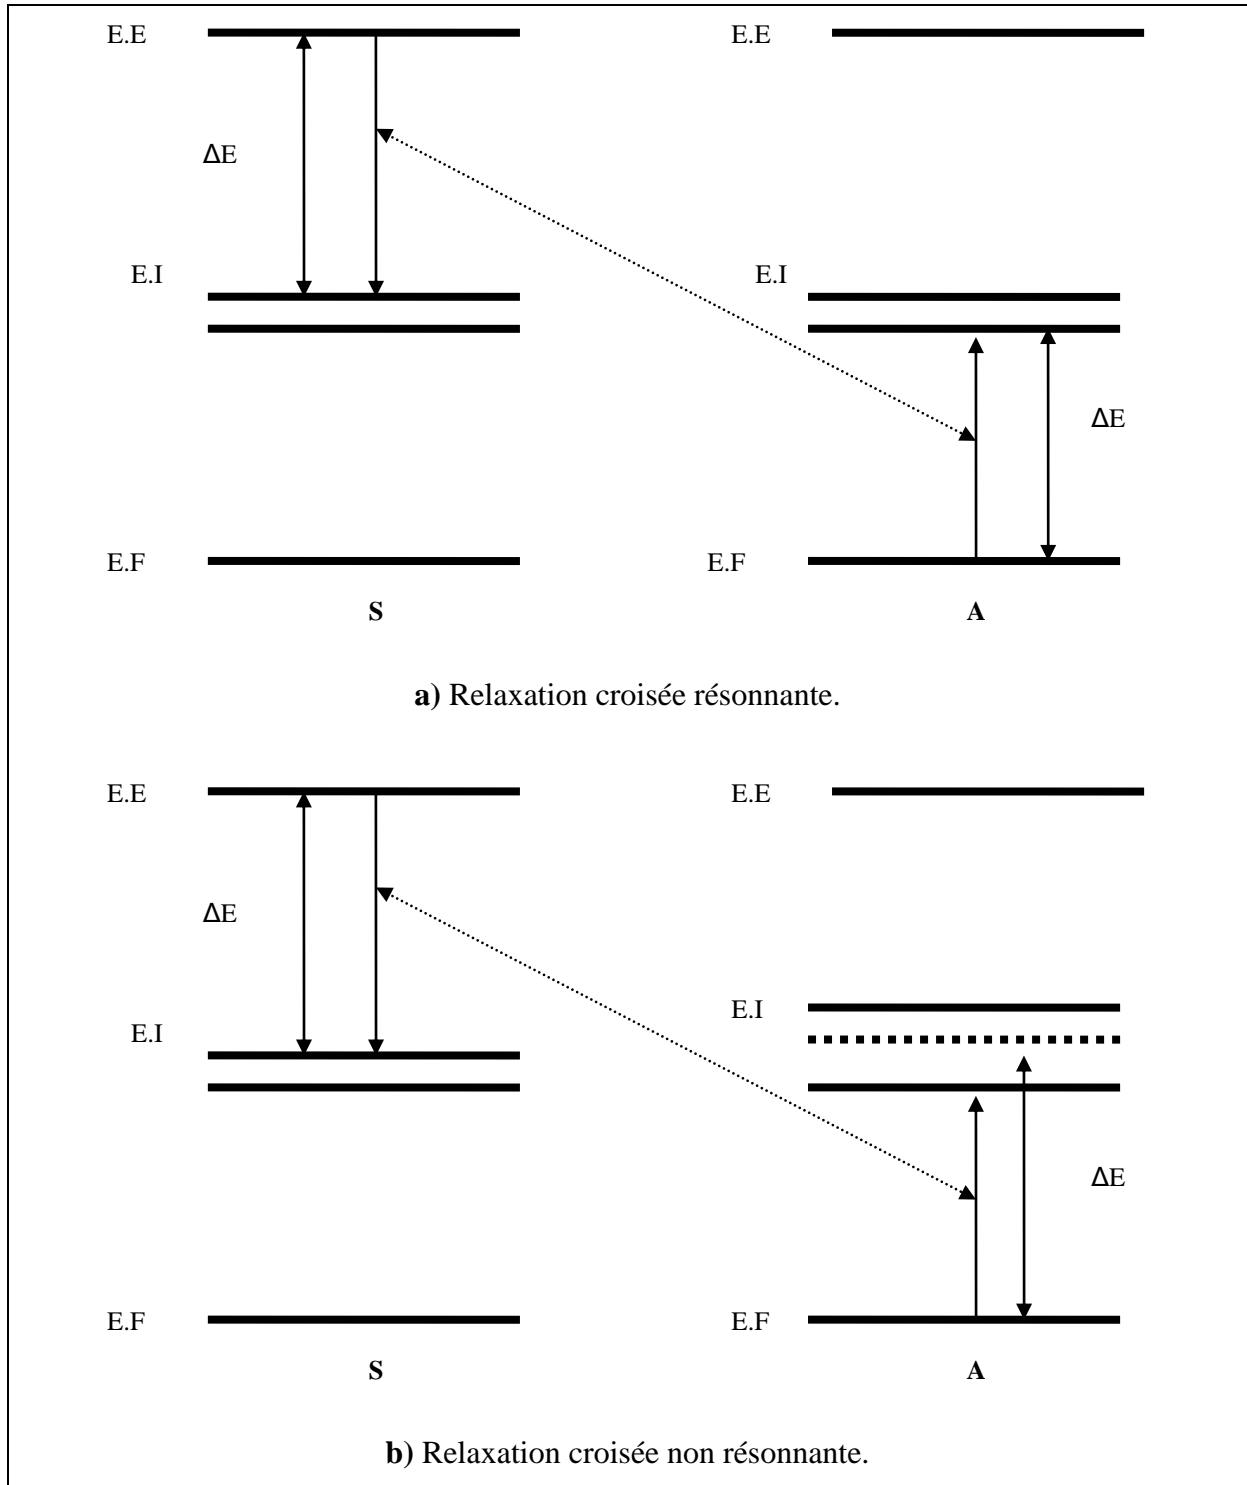 E.E E.E
ΔE
E.I E.I
ΔE
E.F E.F
S A
a) Relaxation croisée résonnante.
E.E E.E
ΔE
E.I
E.I
ΔE
E.F E.F
S A
b) Relaxation croisée non résonnante.